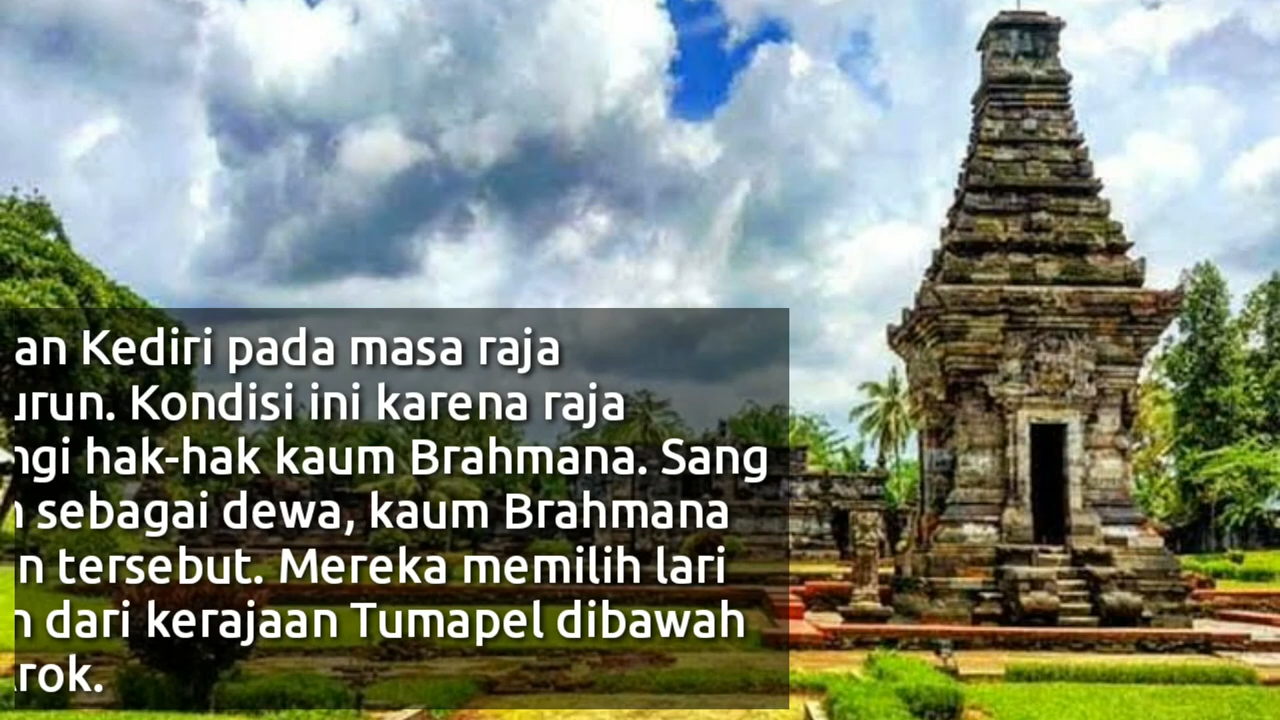 an Kediri pada masa raja
urun. Kondisi ini karena raja
ngi hak-hak kaum Brahmana. Sang
sebagai dewa, kaum Brahmana
n tersebut. Mereka memilih lari
dari kerajaan Tumapel dibawah
rok.